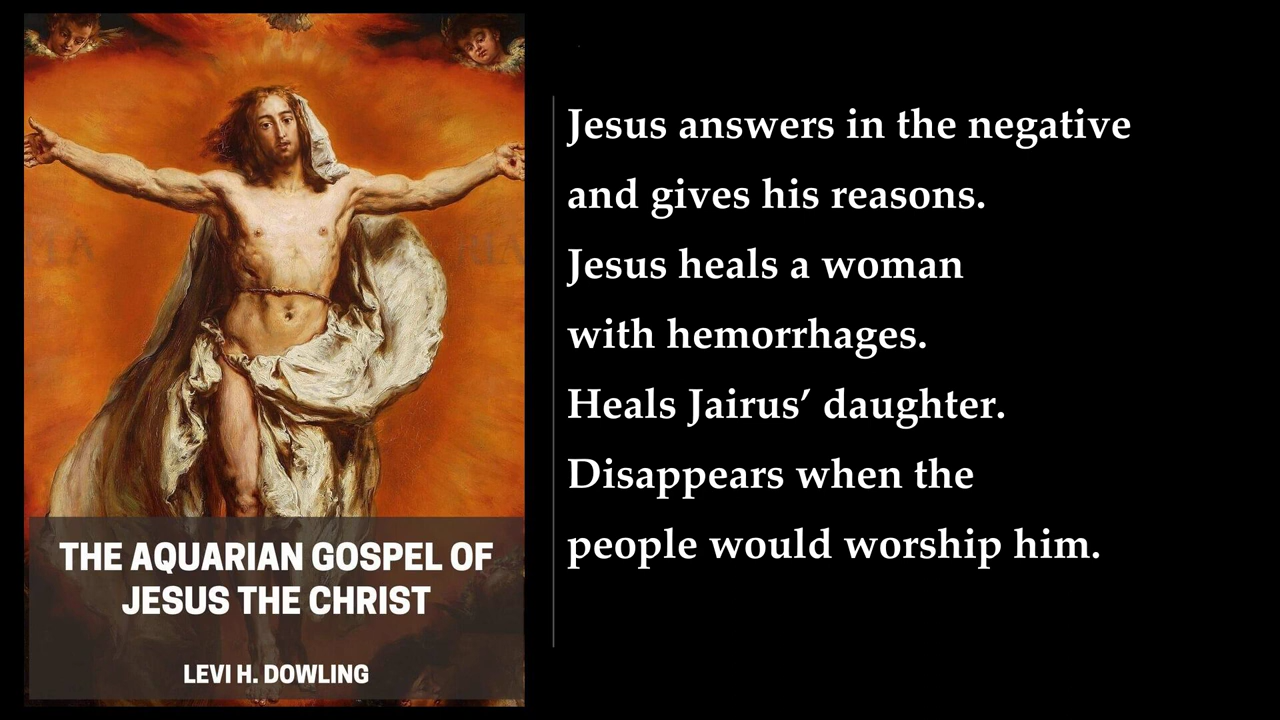 THE AQUARIAN GOSPEL OF
JESUS THE CHRIST
LEVI H. DOWLING
Jesus answers in the negative
and gives his reasons.
Jesus heals a woman
with hemorrhages.
Heals Jairus’ daughter.
Disappears when the
people would worship him.